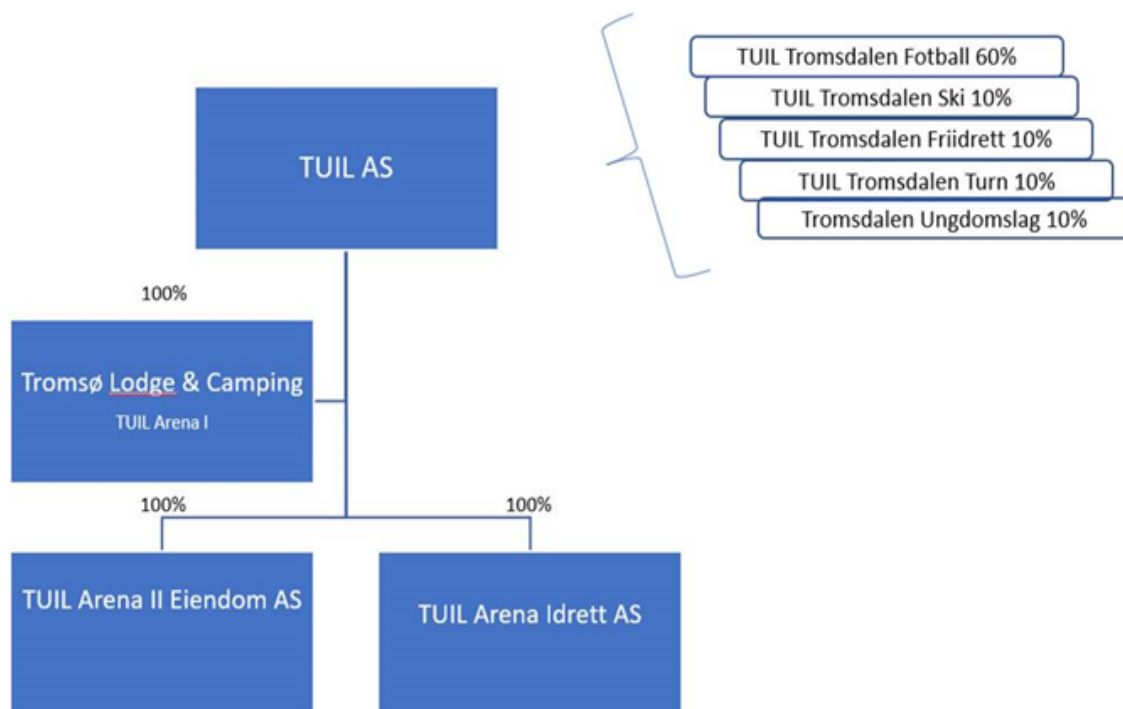 TUIL Tromsdalen Fotball 60%
TUIL Tromsdalen Ski 10%
TUIL Tromsdalen Friidrett 10%
TUIL Tromsdalen Turn 10%
Tromsdalen Ungdomslag 10%
TUIL AS
100%
Tromsø Lodge & Camping
TUIL Arena I
100%
100%
TUIL Arena II Eiendom AS
TUIL Arena Idrett AS